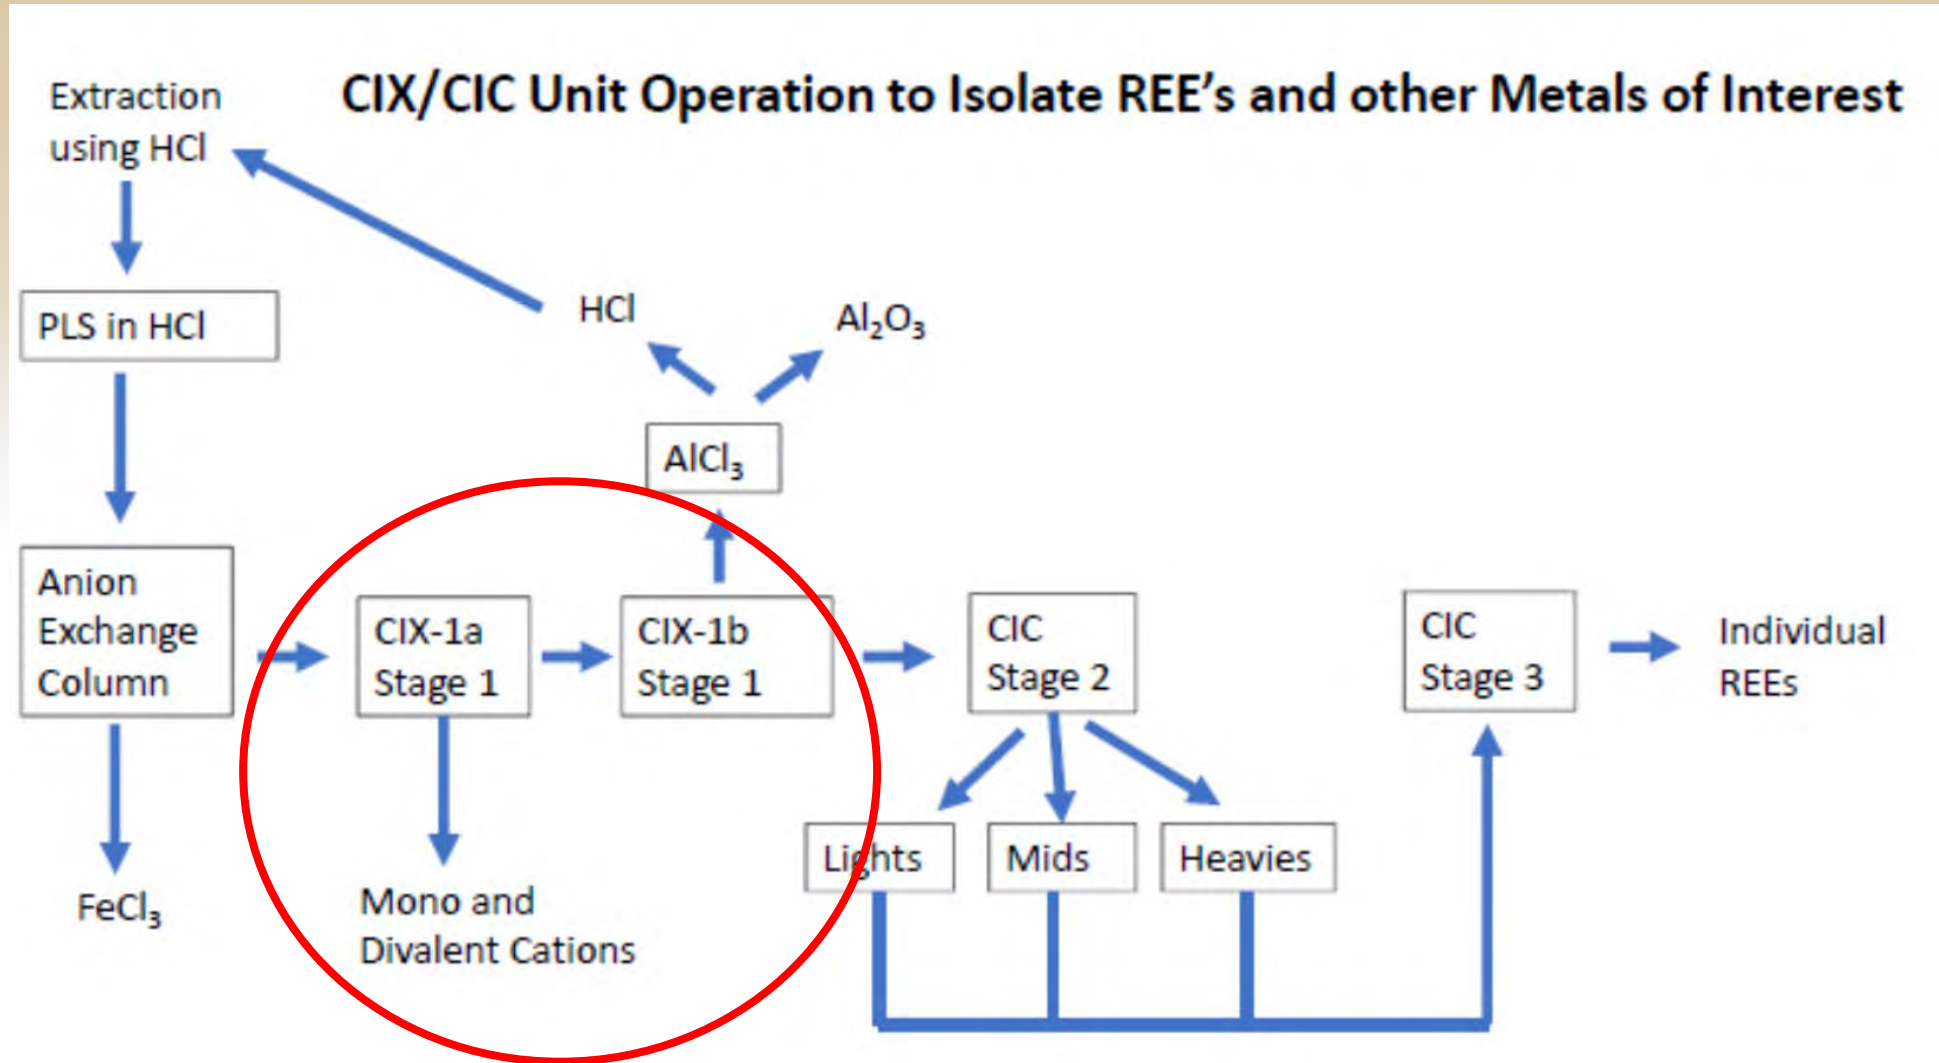 CIX/CIC Unit Operation to Isolate REE's and other Metals of Interest
Extraction
using HCl
PLS in HCl
HCl
Al₂O₃
AlCl₃
Anion
Exchange
Column
CIX-1a
Stage 1
CIX-1b
Stage 1
CIC
Stage 2
CIC
Stage 3
Individual
REEs
Lights
Mids
Heavies
FeCl₃
Mono and
Divalent Cations